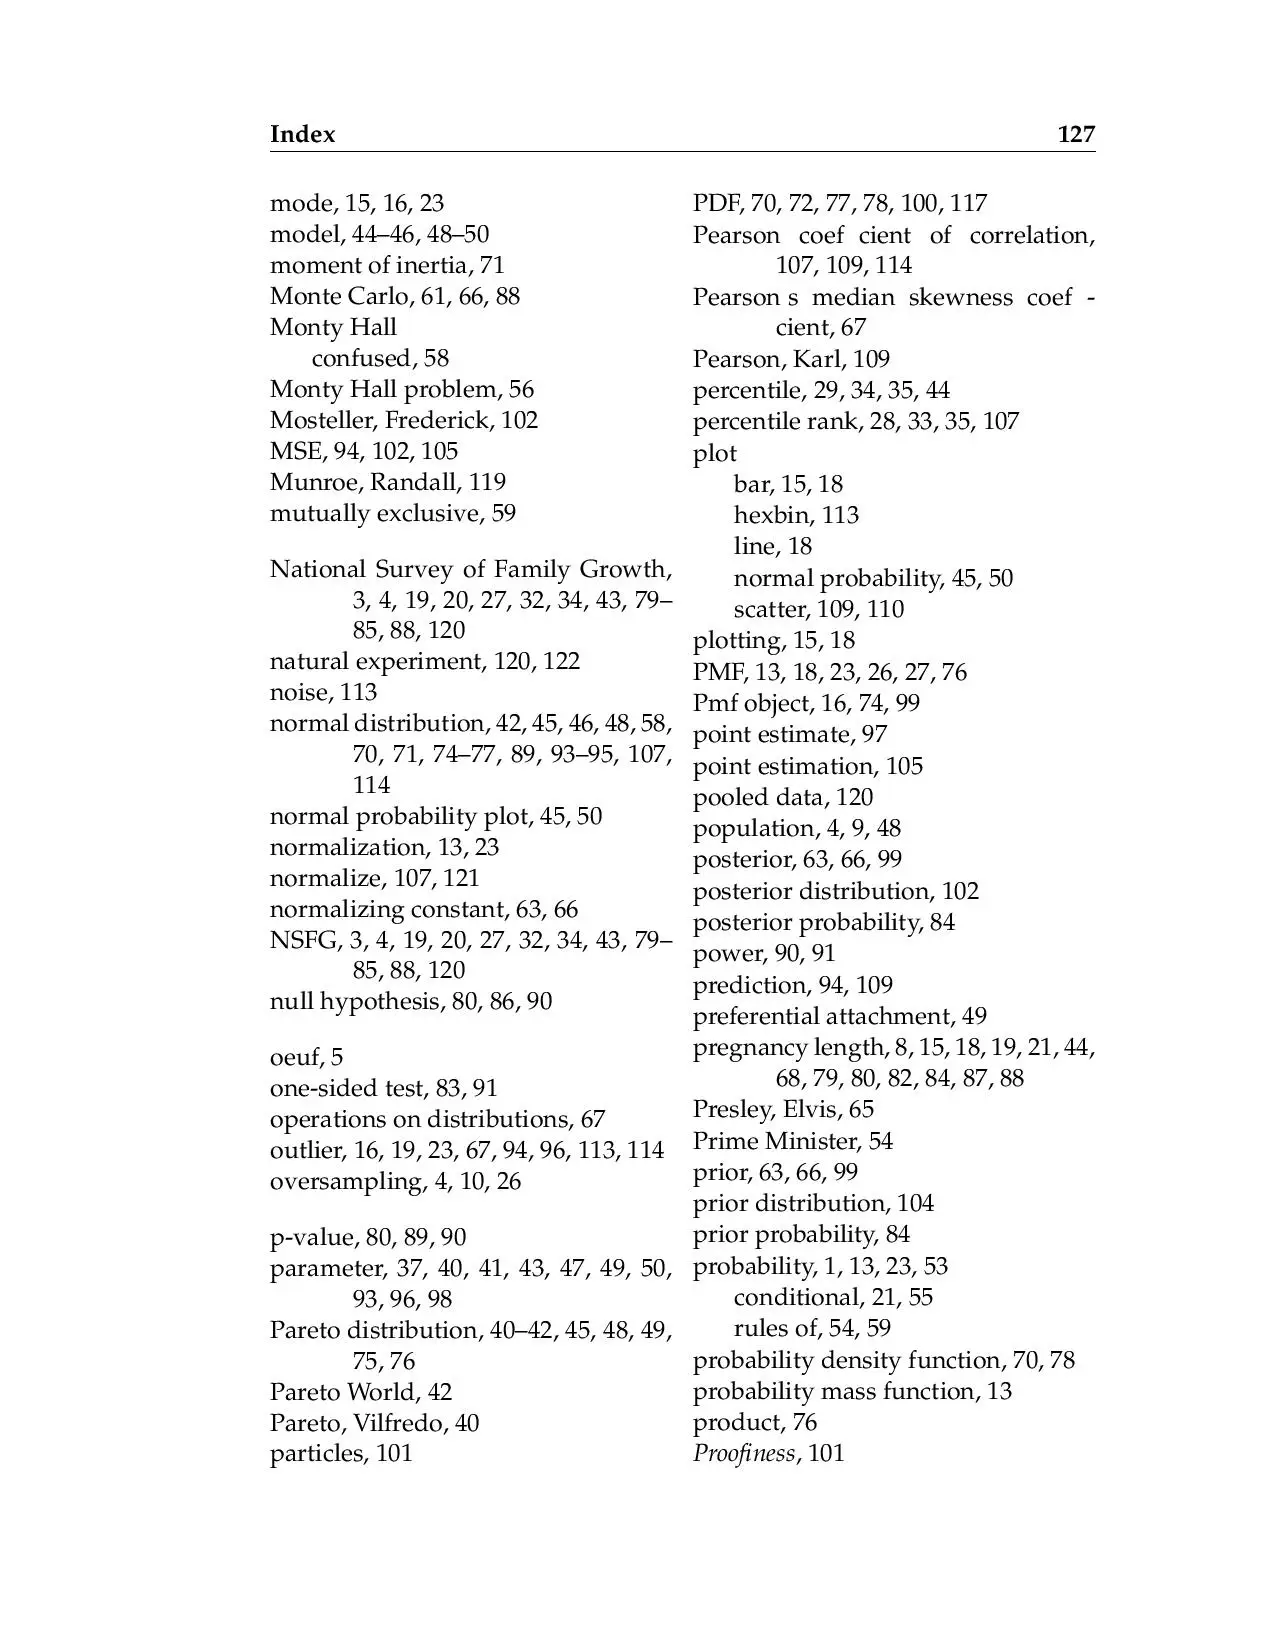 Index 127
mode, 15, 16, 23
model, 44–46, 48–50
moment of inertia, 71
Monte Carlo, 61, 66, 88
Monty Hall
confused, 58
Monty Hall problem, 56
Mosteller, Frederick, 102
MSE, 94, 102, 105
Munroe, Randall, 119
mutually exclusive, 59
National Survey of Family Growth,
3, 4, 19, 20, 27, 32, 34, 43, 79–
85, 88, 120
natural experiment, 120, 122
noise, 113
normal distribution, 42, 45, 46, 48, 58,
70, 71, 74–77, 89, 93–95, 107,
114
normal probability plot, 45, 50
normalization, 13, 23
normalize, 107, 121
normalizing constant, 63, 66
NSFG, 3, 4, 19, 20, 27, 32, 34, 43, 79–
85, 88, 120
null hypothesis, 80, 86, 90
oeuf, 5
one-sided test, 83, 91
operations on distributions, 67
outlier, 16, 19, 23, 67, 94, 96, 113, 114
oversampling, 4, 10, 26
p-value, 80, 89, 90
parameter, 37, 40, 41, 43, 47, 49, 50,
93, 96, 98
Pareto distribution, 40–42, 45, 48, 49,
75, 76
Pareto World, 42
Pareto, Vilfredo, 40
particles, 101
PDF, 70, 72, 77, 78, 100, 117
Pearson coef cient of correlation,
107, 109, 114
Pearson s median skewness coef -
cient, 67
Pearson, Karl, 109
percentile, 29, 34, 35, 44
percentile rank, 28, 33, 35, 107
plot
bar, 15, 18
hexbin, 113
line, 18
normal probability, 45, 50
scatter, 109, 110
plotting, 15, 18
PMF, 13, 18, 23, 26, 27, 76
Pmf object, 16, 74, 99
point estimate, 97
point estimation, 105
pooled data, 120
population, 4, 9, 48
posterior, 63, 66, 99
posterior distribution, 102
posterior probability, 84
power, 90, 91
prediction, 94, 109
preferential attachment, 49
pregnancy length, 8, 15, 18, 19, 21, 44,
68, 79, 80, 82, 84, 87, 88
Presley, Elvis, 65
Prime Minister, 54
prior, 63, 66, 99
prior distribution, 104
prior probability, 84
probability, 1, 13, 23, 53
conditional, 21, 55
rules of, 54, 59
probability density function, 70, 78
probability mass function, 13
product, 76
Proofiness, 101